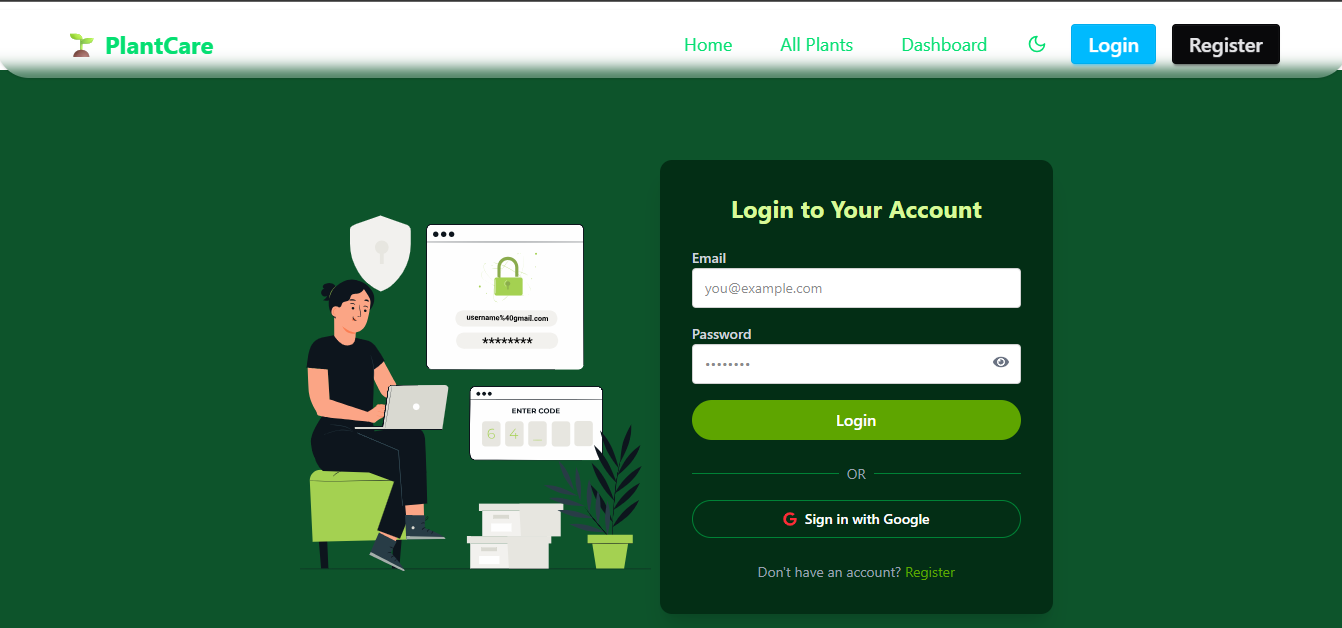 PlantCare
Home
All Plants
Dashboard
Login
Register
username%40gmail.com
********
ENTER CODE
6 4 _
Login to Your Account
Email
you@example.com
Password
••••••••
Login
OR
G Sign in with Google
Don't have an account? Register